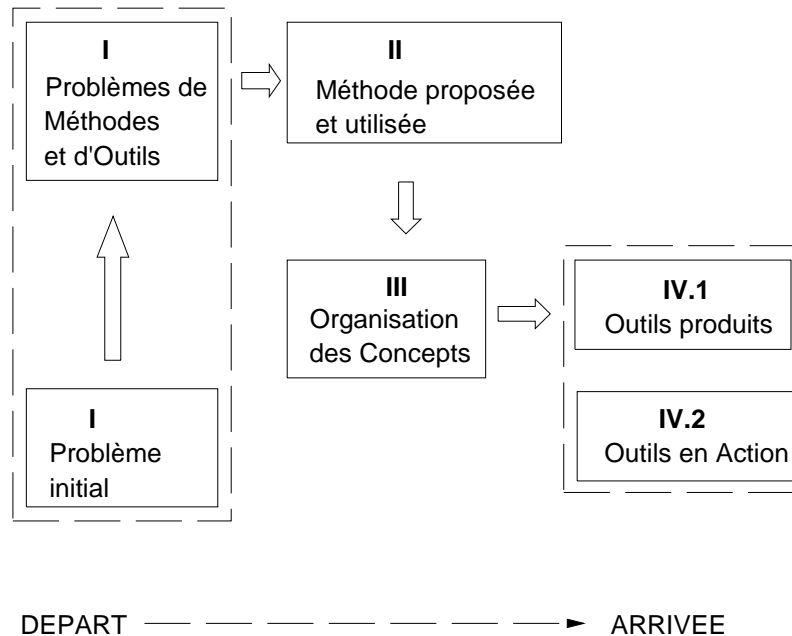 I
Problèmes de
Méthodes
et d'Outils
II
Méthode proposée
et utilisée
III
Organisation
des Concepts
IV.1
Outils produits
I
Problème
initial
IV.2
Outils en Action
DEPART
ARRIVEE